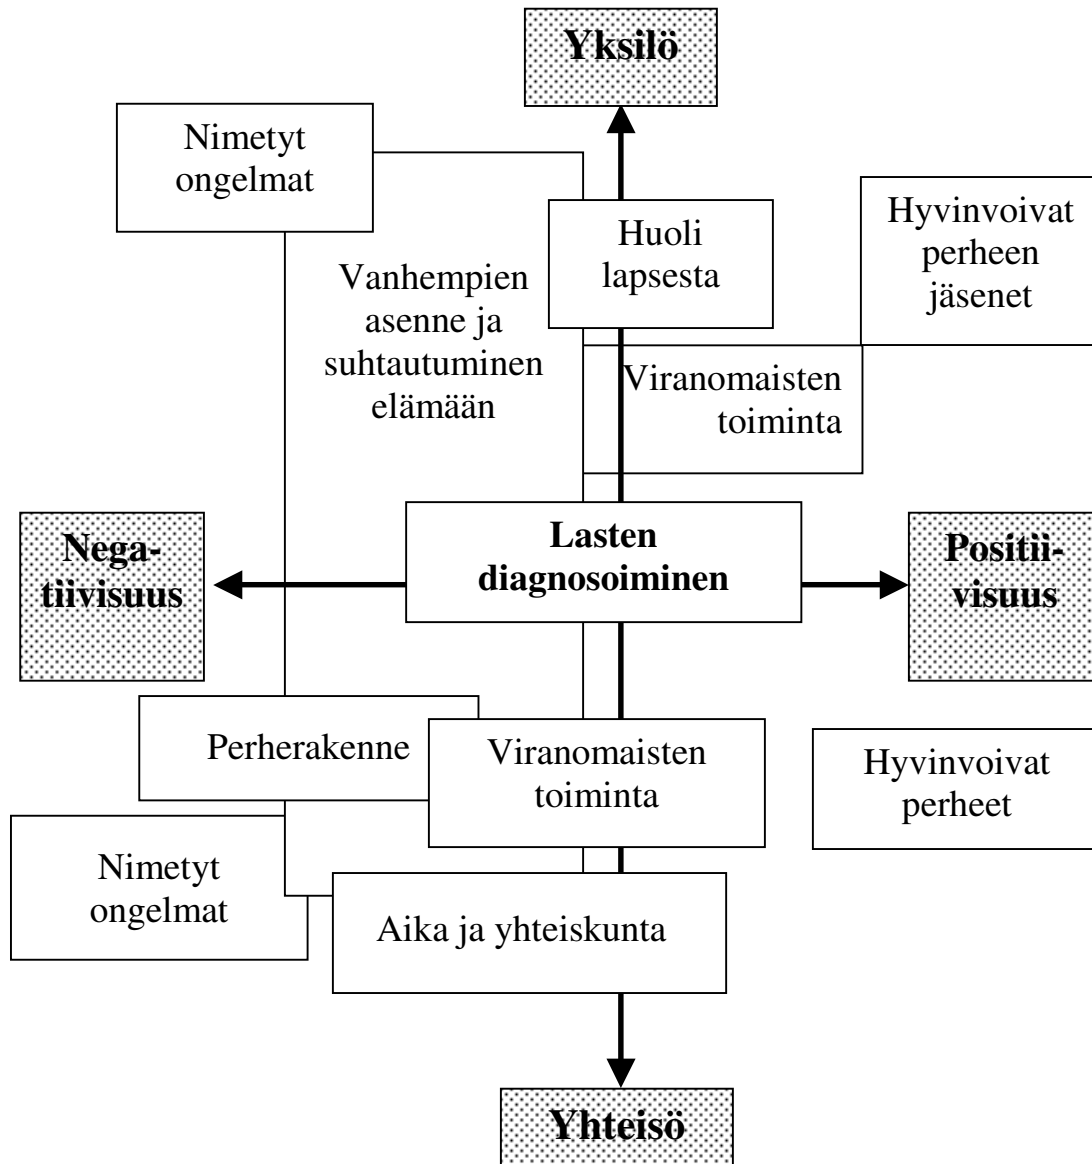 Yksilö
Nimetyt
ongelmat
Huoli
lapsesta
Hyvinvoivat
perheen
jäsenet
Vanhempien
asenne ja
suhtautuminen
elämään
Viranomaisten
toiminta
Nega-
tiivisuus
Lasten
diagnosoiminen
Positii-
visuus
Perherakenne
Viranomaisten
toiminta
Hyvinvoivat
perheet
Nimetyt
ongelmat
Aika ja yhteiskunta
Yhteisö